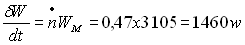 δW/dt = ṅW_M = 0,47x3105 = 1460w